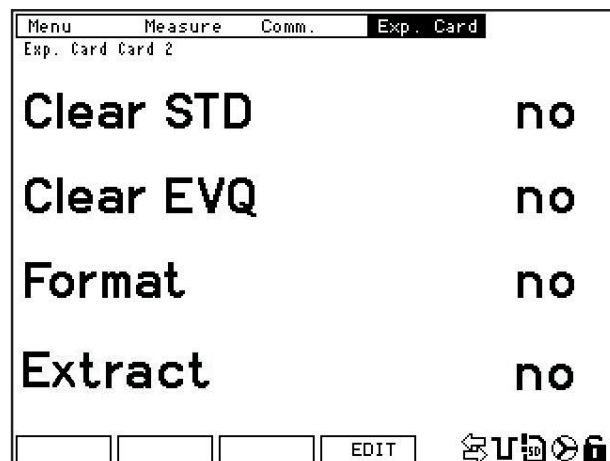 Menu Measure Comm. Exp. Card
Exp. Card Card 2
Clear STD no
Clear EVQ no
Format no
Extract no
EDIT SD